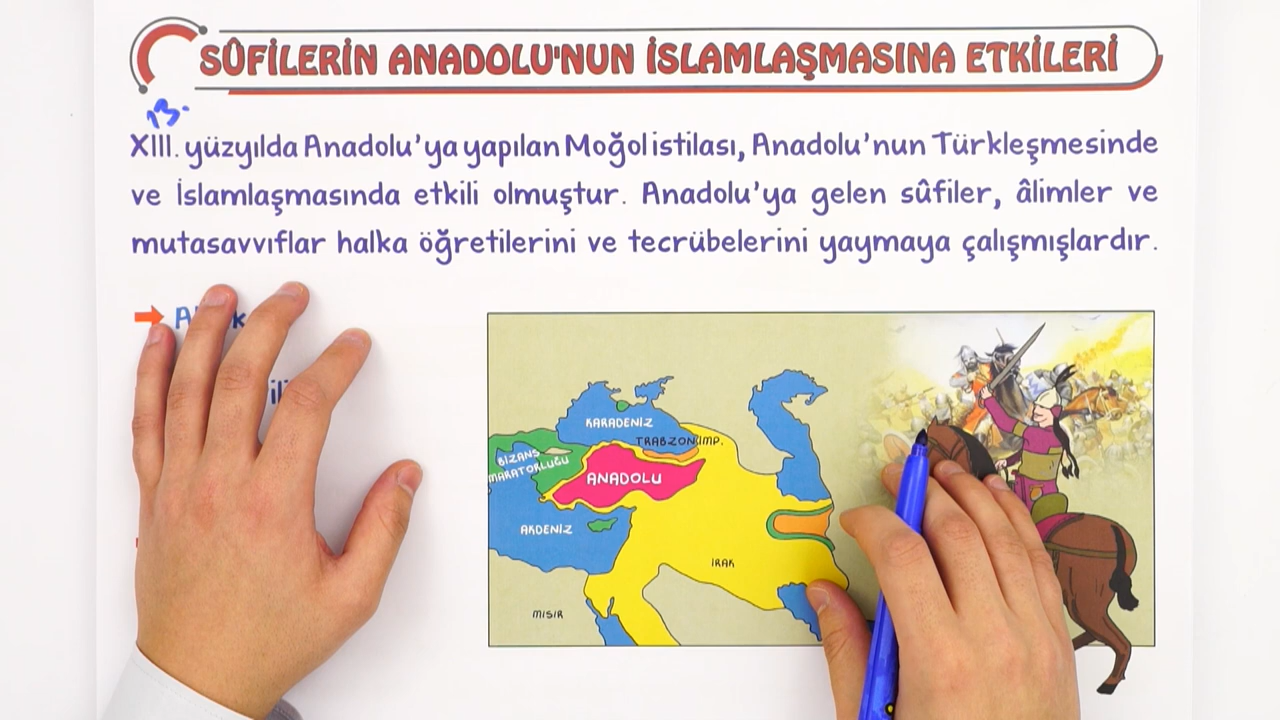 SÛFİLERİN ANADOLU'NUN İSLAMLAŞMASINA ETKİLERİ
13.
XIII. yüzyılda Anadolu'ya yapılan Moğol istilası, Anadolu'nun Türkleşmesinde
ve İslamlaşmasında etkili olmuştur. Anadolu'ya gelen sûfiler, âlimler ve
mutasavvıflar halka öğretilerini ve tecrübelerini yaymaya çalışmışlardır.
KARADENİZ
TRABZON İMP.
BİZANS
ANADOLU
AKDENİZ
IRAK
MISIR